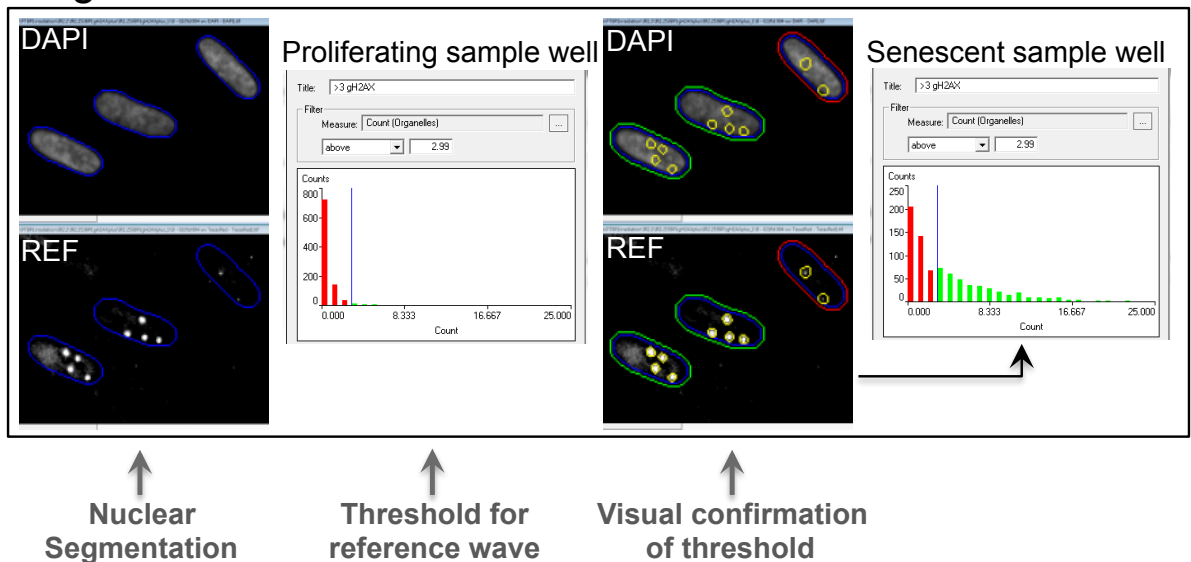 DAPI
REF
Proliferating sample well
Title: >3 gH2AX
Filter
Measure: Count (Organelles) ...
above 2.99
Counts
800
600
400
200
0
0.000 8.333 16.667 25.000
Count
DAPI
REF
Senescent sample well
Title: >3 gH2AX
Filter
Measure: Count (Organelles) ...
above 2.99
Counts
250
200
150
100
50
0
0.000 8.333 16.667 25.000
Count
Nuclear
Segmentation
Threshold for
reference wave
Visual confirmation
of threshold